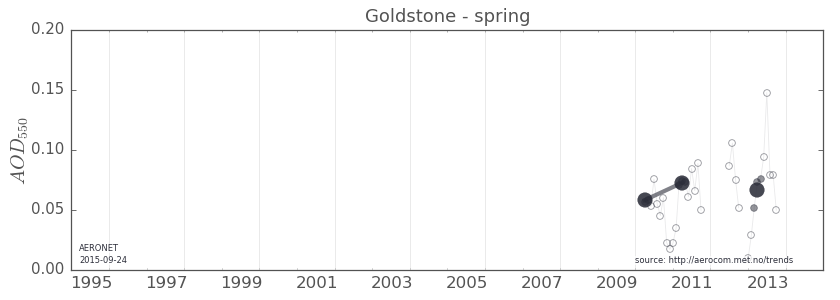 Goldstone - spring
0.20
0.15
0.10
0.05
0.00
AOD550
AERONET
2015-09-24
source: http://aerocom.met.no/trends
1995 1997 1999 2001 2003 2005 2007 2009 2011 2013